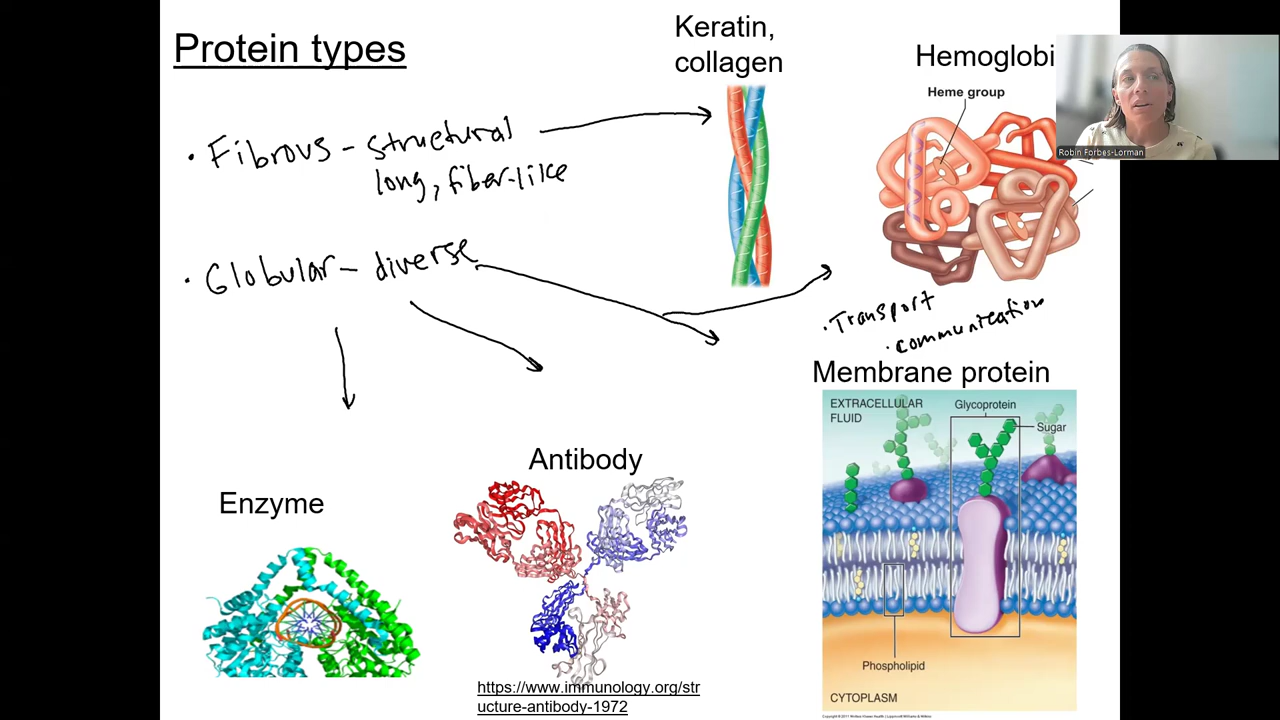 Protein types
Keratin,
collagen
Hemoglobi
Heme group
Robin Forbes-Lorman
• Fibrous - structural
long, fiber-like
• Globular - diverse
• Transport
• communication
Membrane protein
EXTRACELLULAR
FLUID
Glycoprotein
Sugar
Phospholipid
CYTOPLASM
Antibody
Enzyme
https://www.immunology.org/str
ucture-antibody-1972